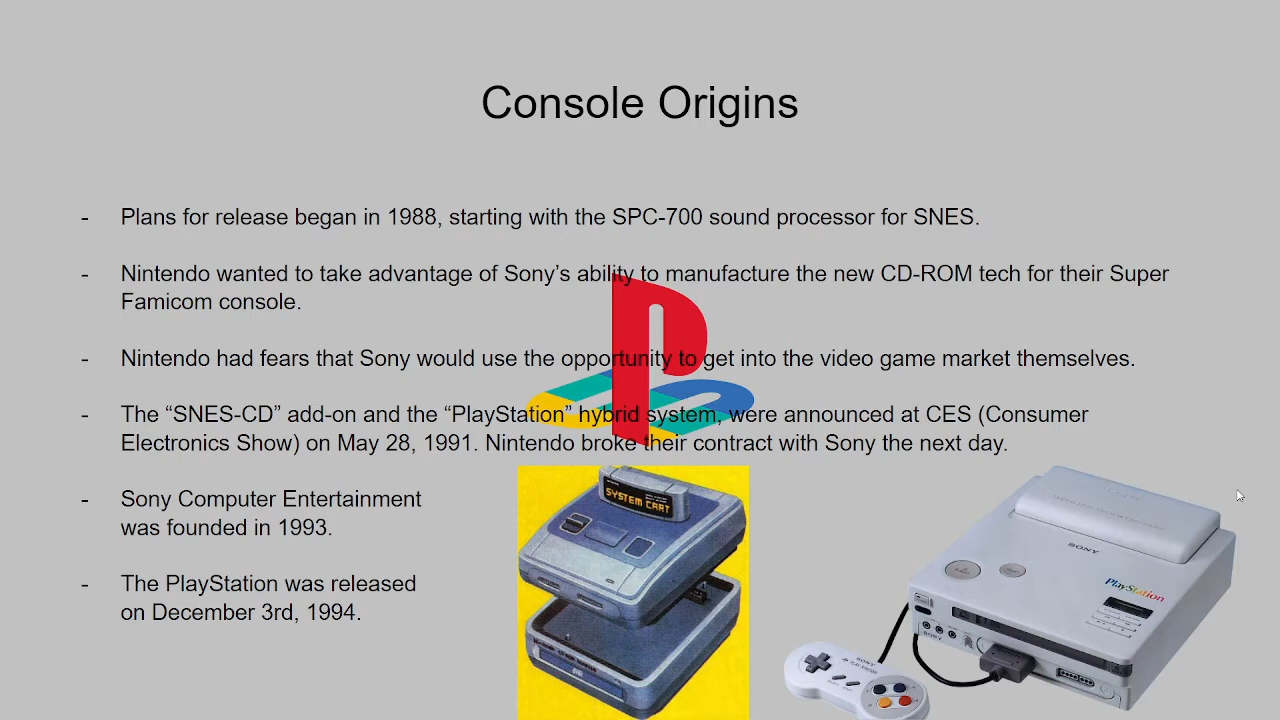 Console Origins
- Plans for release began in 1988, starting with the SPC-700 sound processor for SNES.
- Nintendo wanted to take advantage of Sony’s ability to manufacture the new CD-ROM tech for their Super
Famicom console.
- Nintendo had fears that Sony would use the opportunity to get into the video game market themselves.
- The “SNES-CD” add-on and the “PlayStation” hybrid system, were announced at CES (Consumer
Electronics Show) on May 28, 1991. Nintendo broke their contract with Sony the next day.
- Sony Computer Entertainment
was founded in 1993.
- The PlayStation was released
on December 3rd, 1994.
SYSTEM CART
SONY
PlayStation
SONY
SONY
PLAY STATION